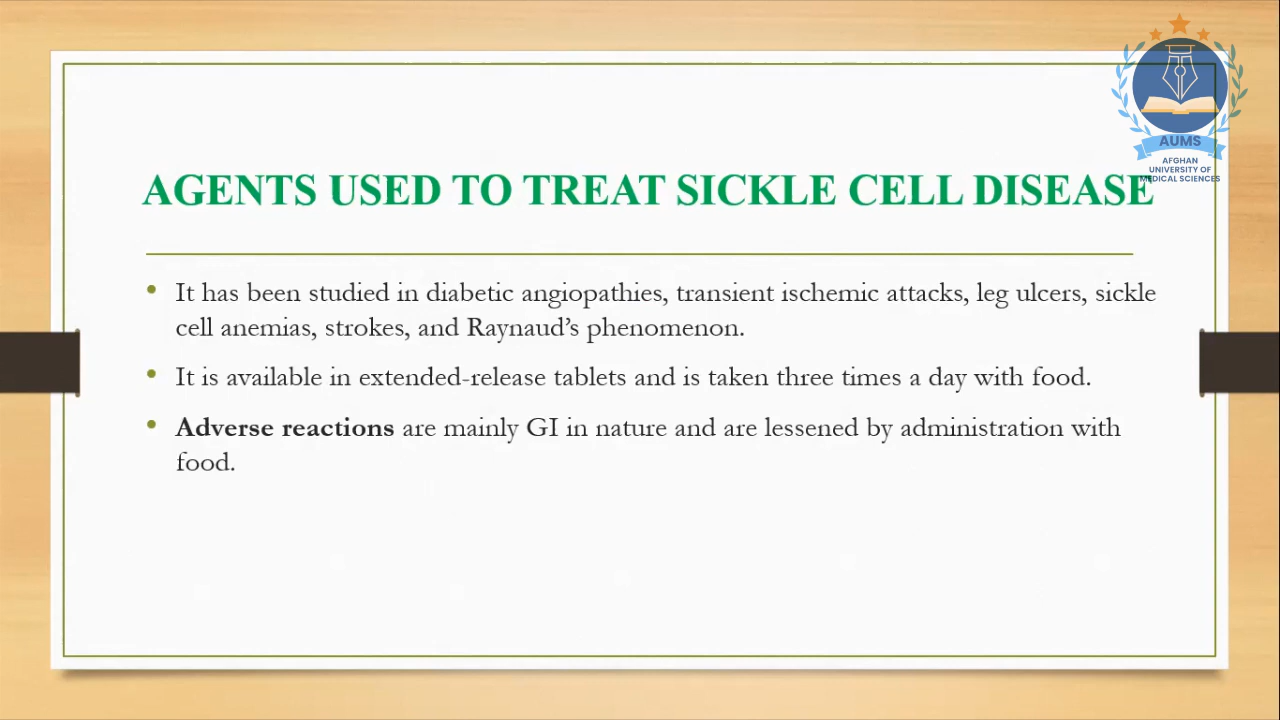 AUMS
AFGHAN
UNIVERSITY OF
MEDICAL SCIENCES
AGENTS USED TO TREAT SICKLE CELL DISEASE
• It has been studied in diabetic angiopathies, transient ischemic attacks, leg ulcers, sickle
cell anemias, strokes, and Raynaud’s phenomenon.
• It is available in extended-release tablets and is taken three times a day with food.
• Adverse reactions are mainly GI in nature and are lessened by administration with
food.